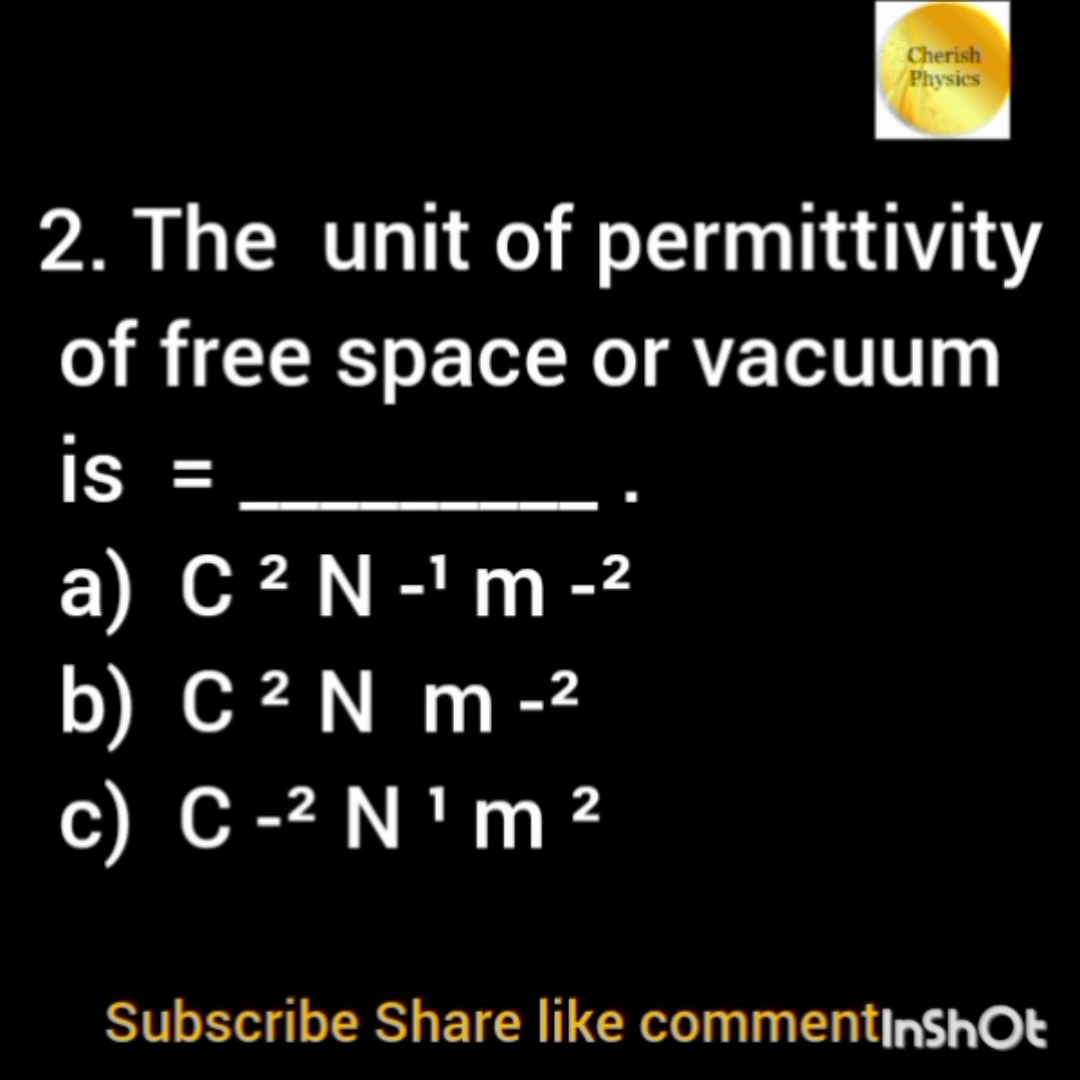 Cherish
Physics
2. The unit of permittivity
of free space or vacuum
is = _________ .
a) C ² N -¹ m -²
b) C ² N m -²
c) C -² N ¹ m ²
Subscribe Share like comment InShOt